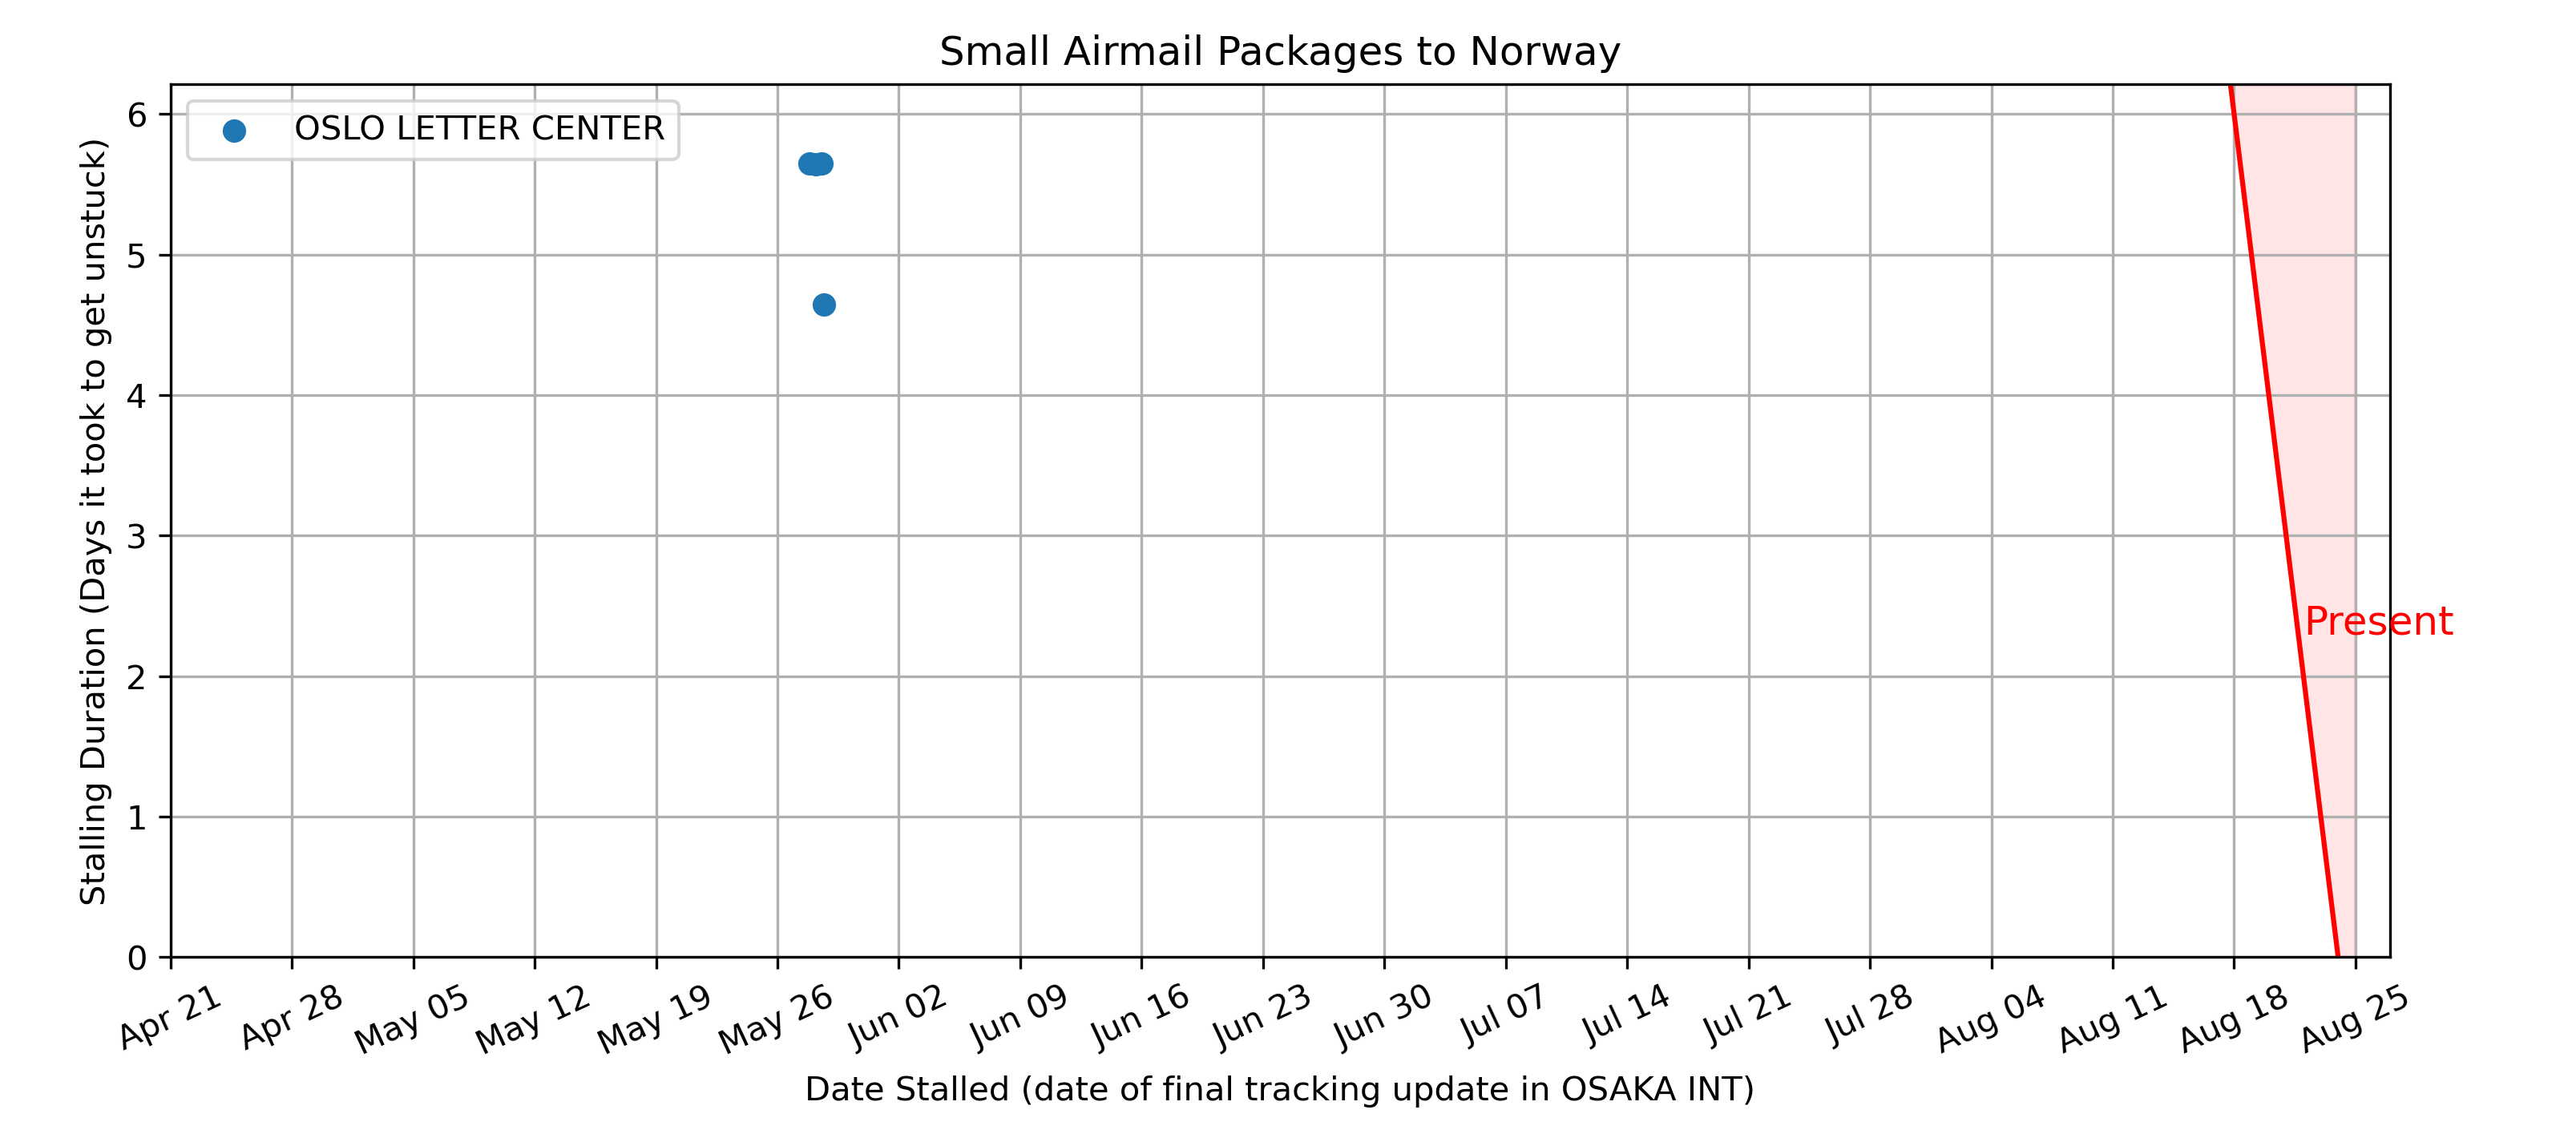 Small Airmail Packages to Norway
OSLO LETTER CENTER
Stalling Duration (Days it took to get unstuck)
6
5
4
3
2
1
0
Present
Apr 21
Apr 28
May 05
May 12
May 19
May 26
Jun 02
Jun 09
Jun 16
Jun 23
Jun 30
Jul 07
Jul 14
Jul 21
Jul 28
Aug 04
Aug 11
Aug 18
Aug 25
Date Stalled (date of final tracking update in OSAKA INT)